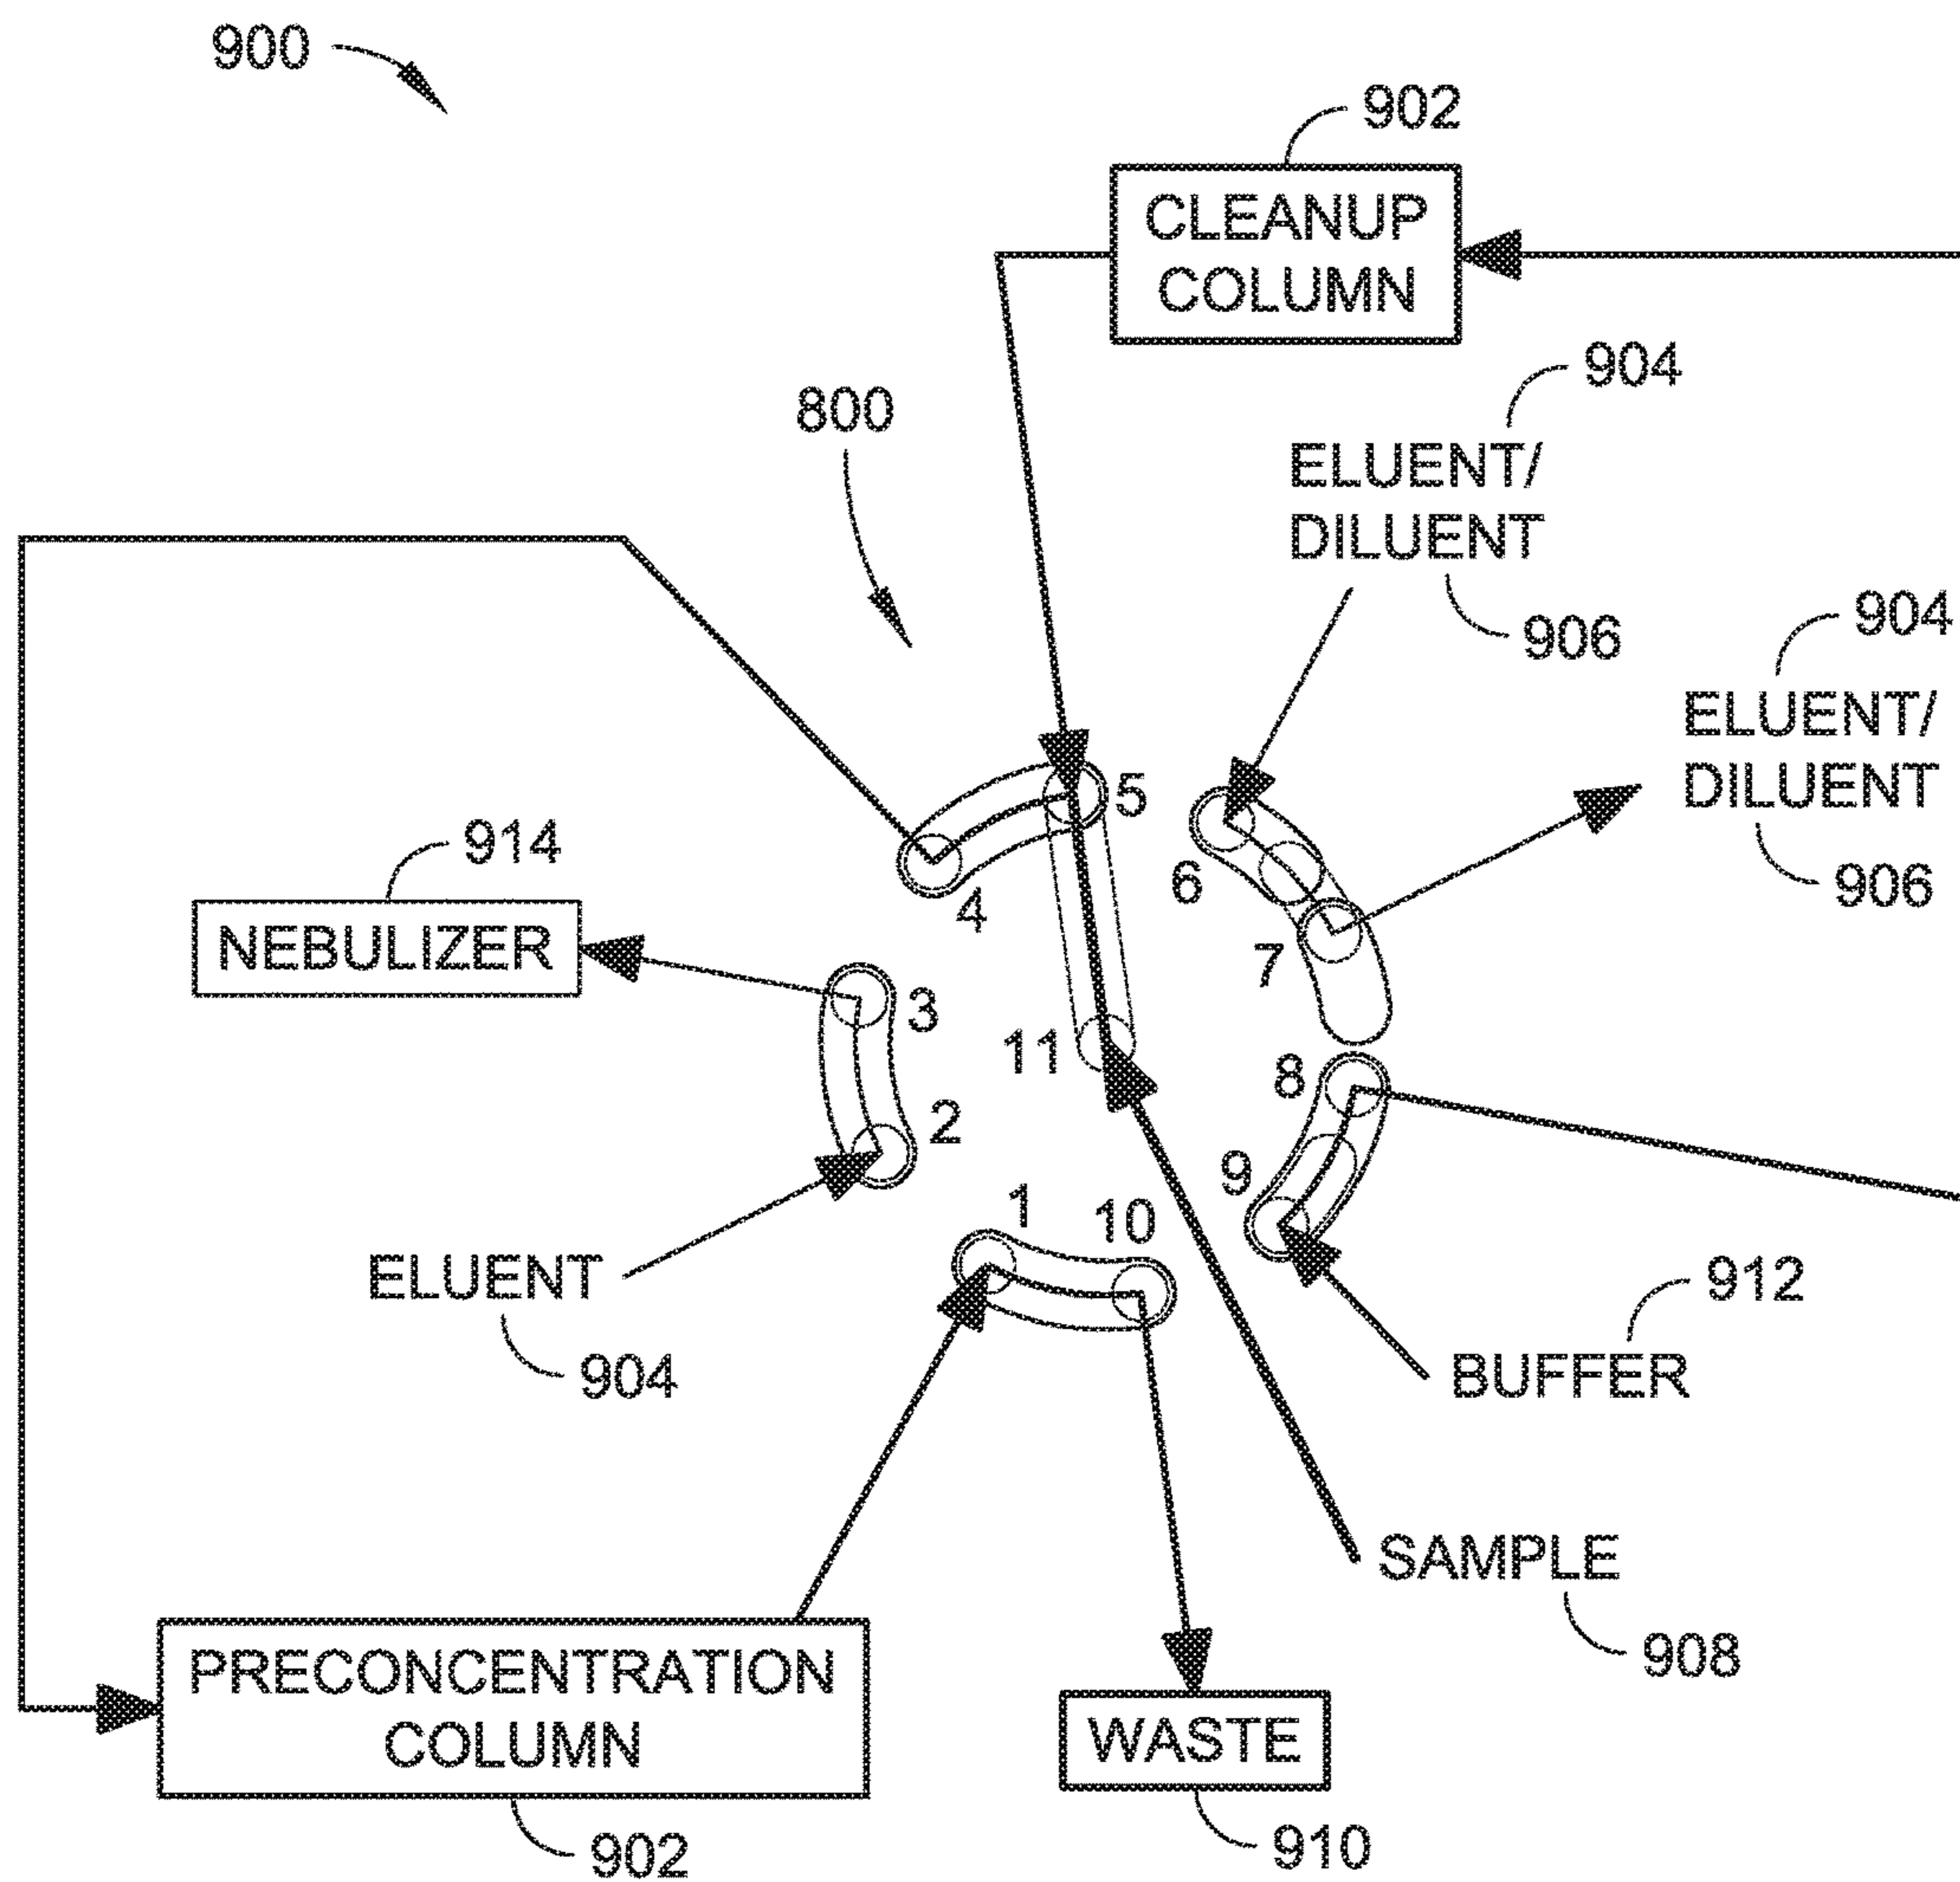 900
902
CLEANUP
COLUMN
904
800
ELUENT/
DILUENT
906
904
ELUENT/
DILUENT
906
5
6
4
7
914
NEBULIZER
3
11
8
2
9
1
10
ELUENT
904
912
BUFFER
SAMPLE
908
PRECONCENTRATION
COLUMN
902
WASTE
910